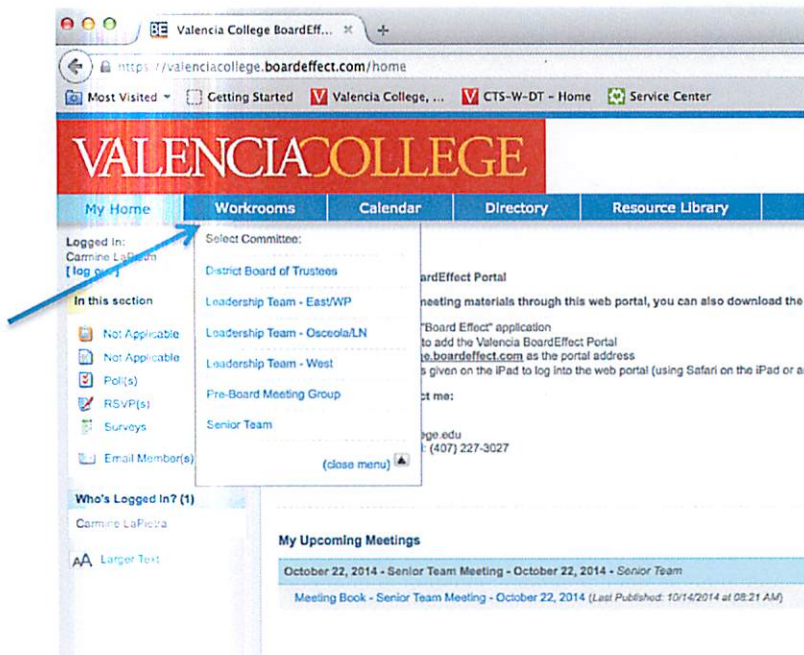 BE Valencia College BoardEff... × +
https://valenciacollege.boardeffect.com/home
Most Visited Getting Started Valencia College, ... CTS-W-DT - Home Service Center
VALENCIACOLLEGE
My Home Workrooms Calendar Directory Resource Library
Logged In:
Carmine
[ log out ]
In this section
Not Applicable
Not Applicable
Poll(s)
RSVP(s)
Surveys
Email Member(s)
Who's Logged In? (1)
Carmine
AA Larger Text
Select Committee:
District Board of Trustees
Leadership Team - East/WP
Leadership Team - Osceola/LN
Leadership Team - West
Pre-Board Meeting Group
Senior Team
(close menu)
ardEffect Portal
meeting materials through this web portal, you can also download the
"Board Effect" application
to add the Valencia BoardEffect Portal
e.boardeffect.com as the portal address
s given on the iPad to log into the web portal (using Safari on the iPad or a
ct me:
ege.edu
: (407) 227-3027
My Upcoming Meetings
October 22, 2014 - Senior Team Meeting - October 22, 2014 - Senior Team
Meeting Book - Senior Team Meeting - October 22, 2014 (Last Published: 10/14/2014 at 08:21 AM)